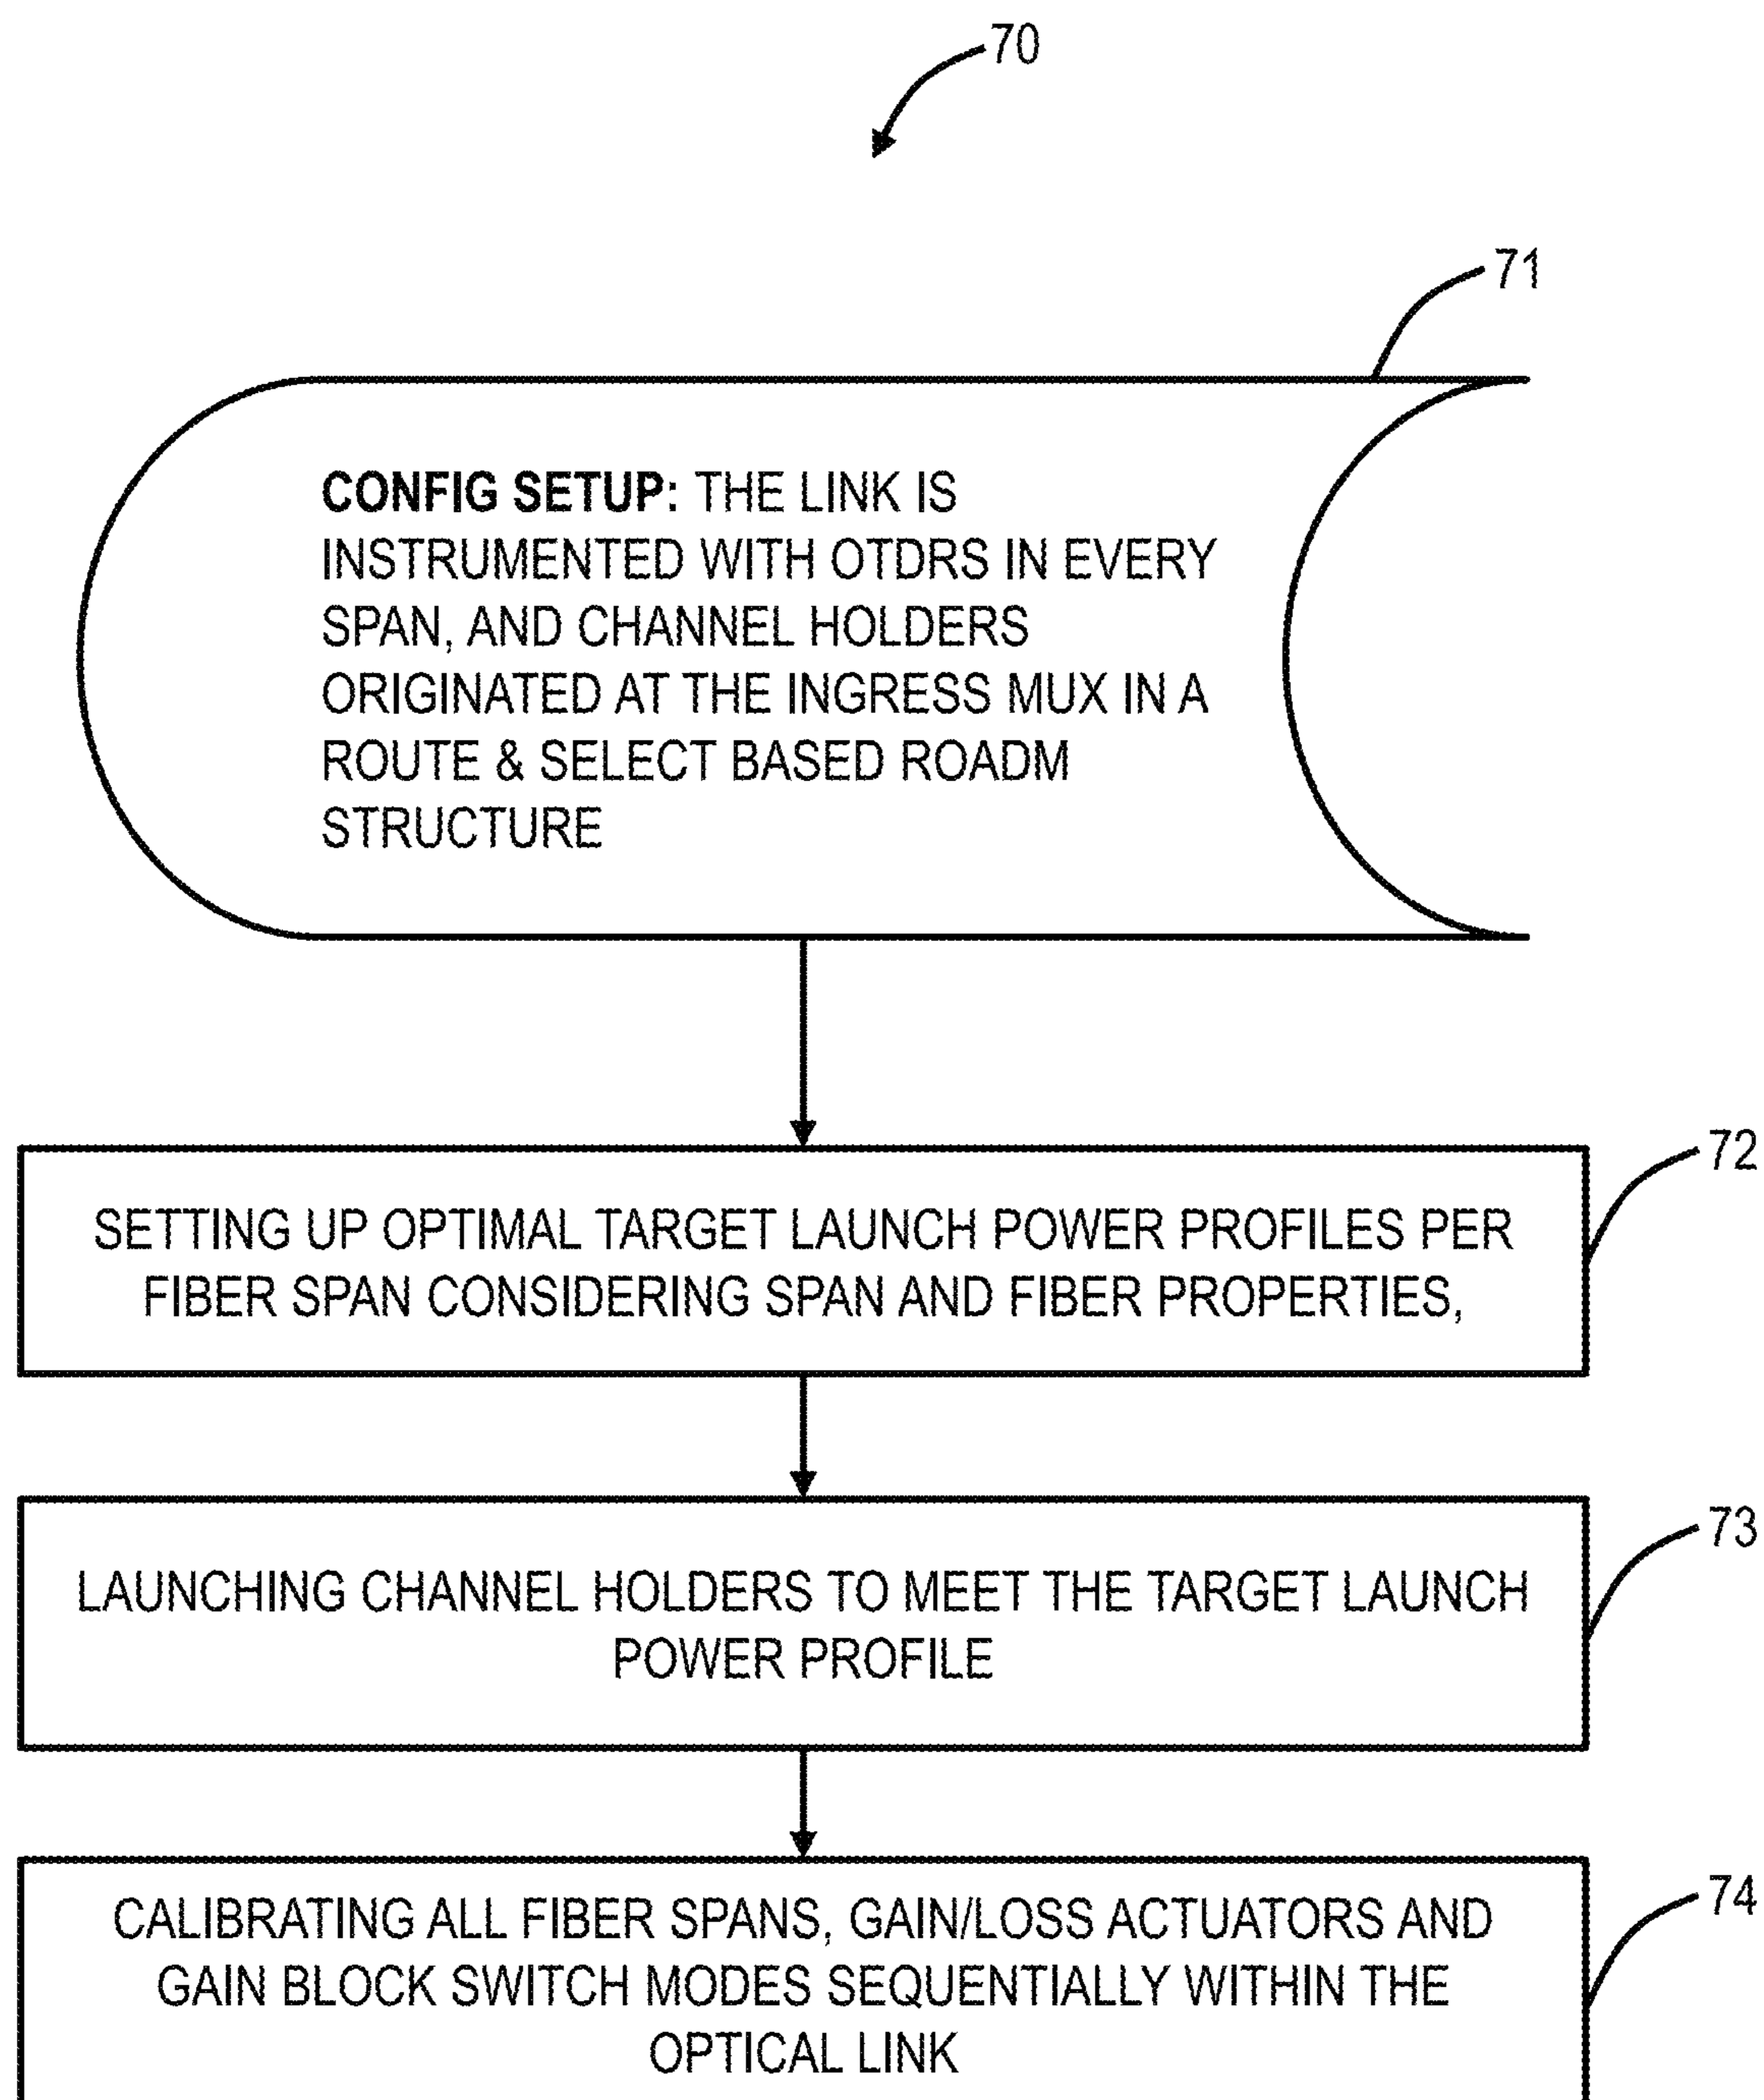 70
71
CONFIG SETUP: THE LINK IS
INSTRUMENTED WITH OTDRS IN EVERY
SPAN, AND CHANNEL HOLDERS
ORIGINATED AT THE INGRESS MUX IN A
ROUTE & SELECT BASED ROADM
STRUCTURE
72
SETTING UP OPTIMAL TARGET LAUNCH POWER PROFILES PER
FIBER SPAN CONSIDERING SPAN AND FIBER PROPERTIES,
73
LAUNCHING CHANNEL HOLDERS TO MEET THE TARGET LAUNCH
POWER PROFILE
74
CALIBRATING ALL FIBER SPANS, GAIN/LOSS ACTUATORS AND
GAIN BLOCK SWITCH MODES SEQUENTIALLY WITHIN THE
OPTICAL LINK